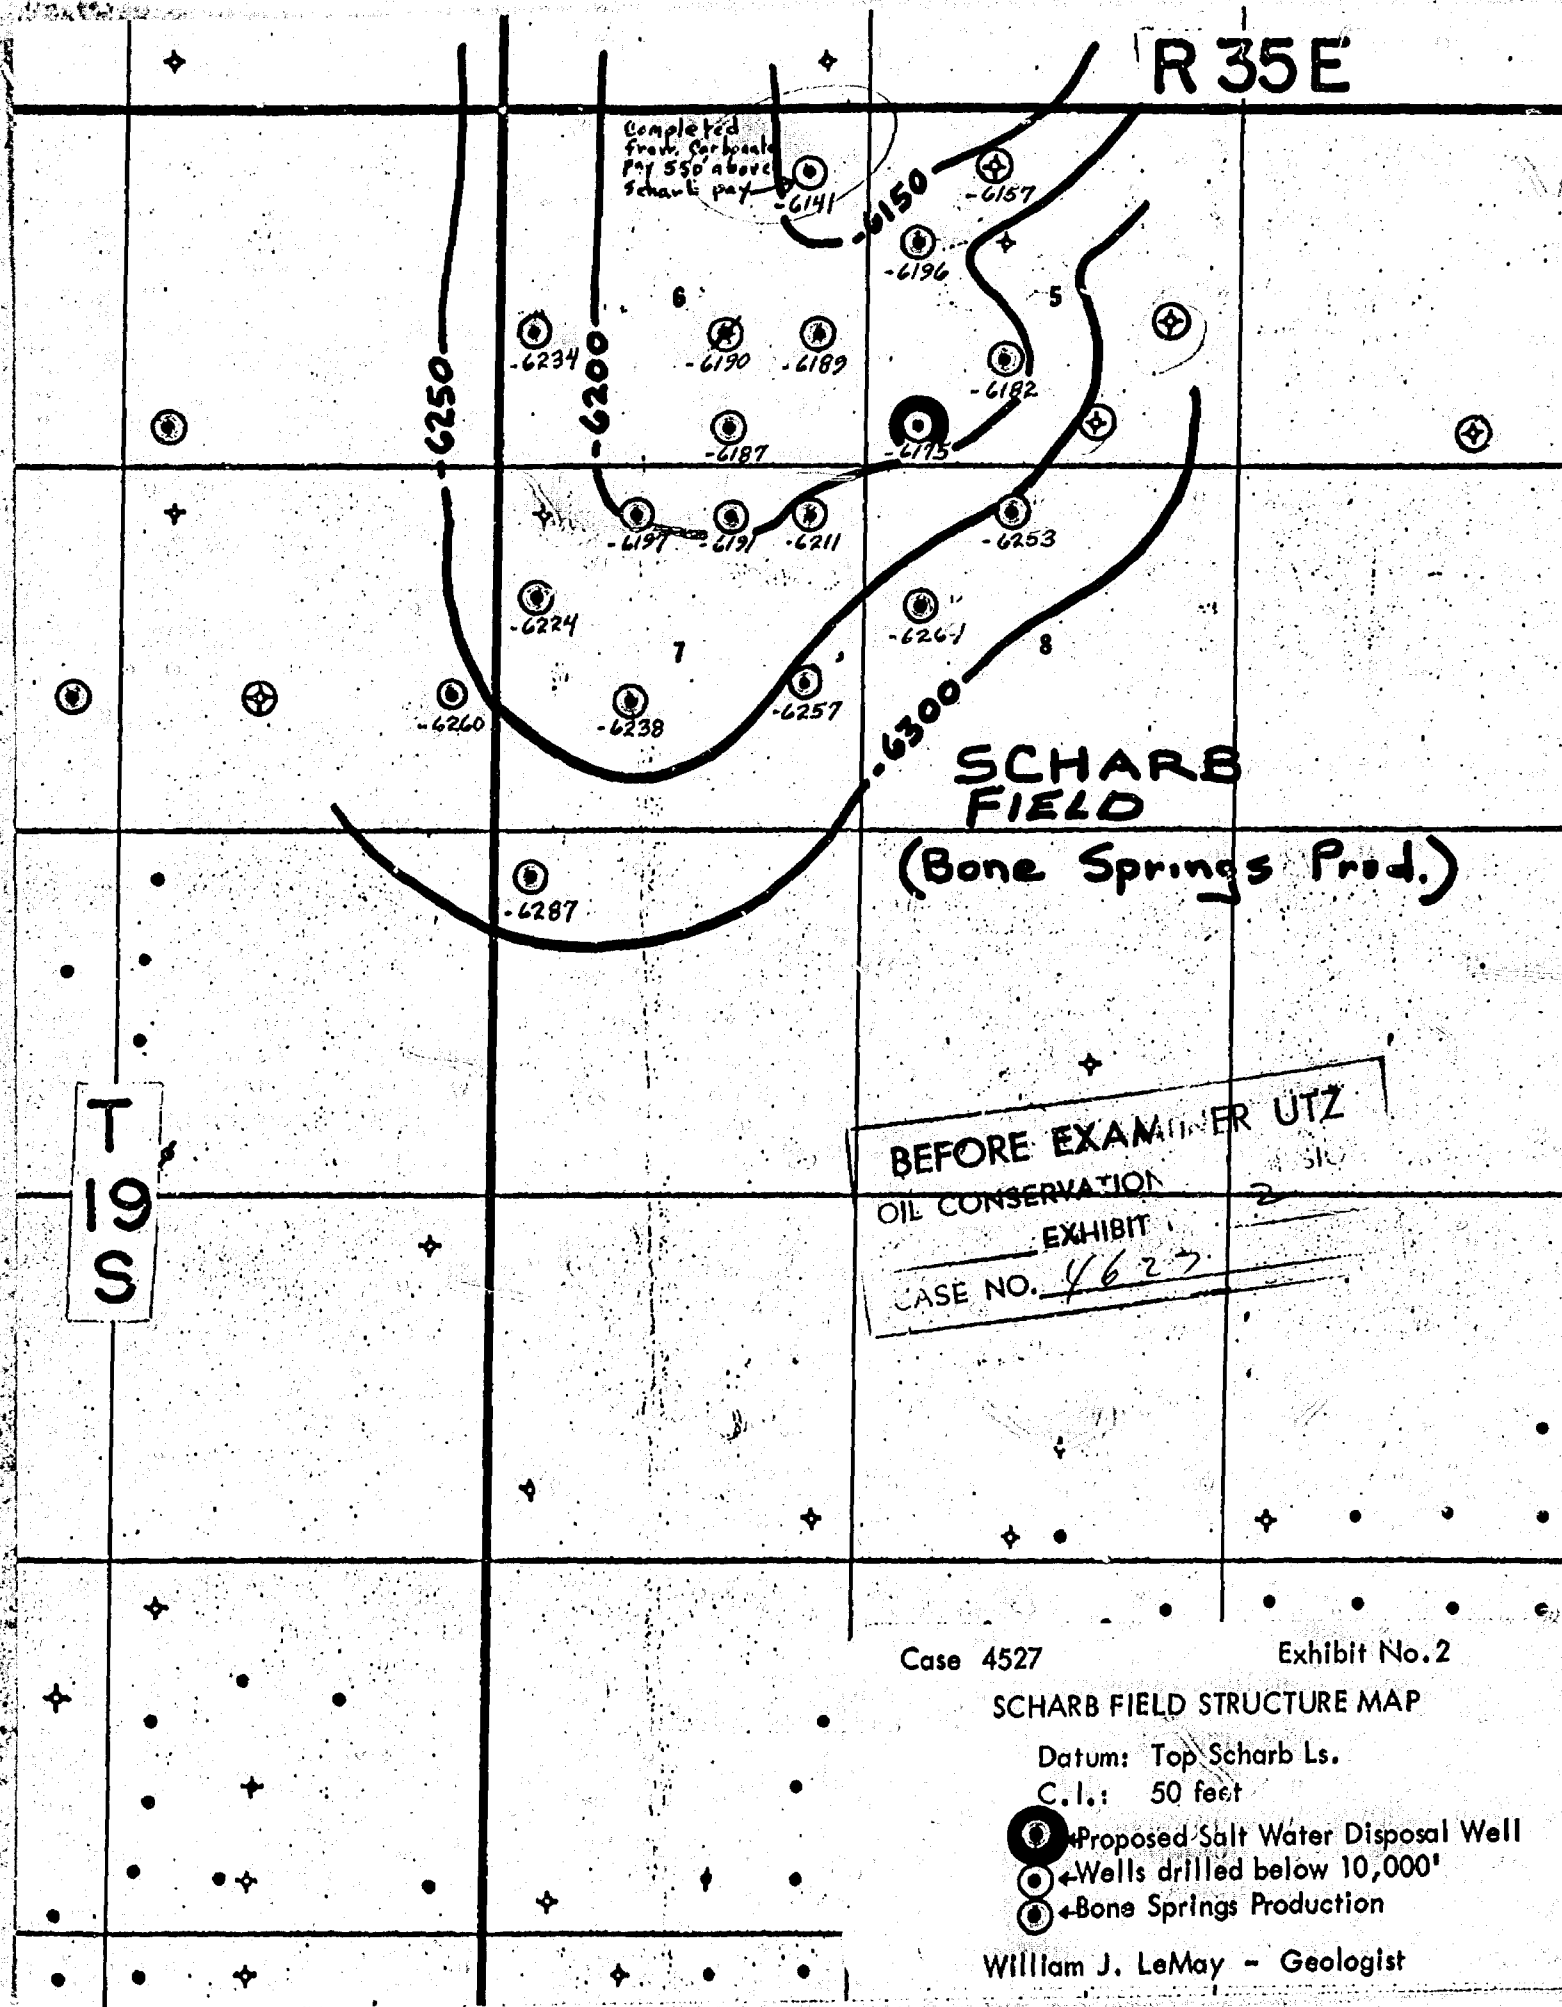 R 35 E
Completed
from Carbonate
Pay 550' above
Scharb pay
-6141
-6150
-6157
-6196
6
5
-6234
-6190
-6189
-6200
-6182
-6250
-6187
-6175
-6197
-6191
-6211
-6253
-6224
-6261
7
8
-6260
-6238
-6257
-6300
SCHARB
FIELD
(Bone Springs Prod.)
-6287
T
19
S
BEFORE EXAMINER UTZ
OIL CONSERVATION
EXHIBIT 2
CASE NO. 4627
Case 4527 Exhibit No. 2
SCHARB FIELD STRUCTURE MAP
Datum: Top Scharb Ls.
C.I.: 50 feet
Proposed Salt Water Disposal Well
Wells drilled below 10,000'
Bone Springs Production
William J. LeMay - Geologist